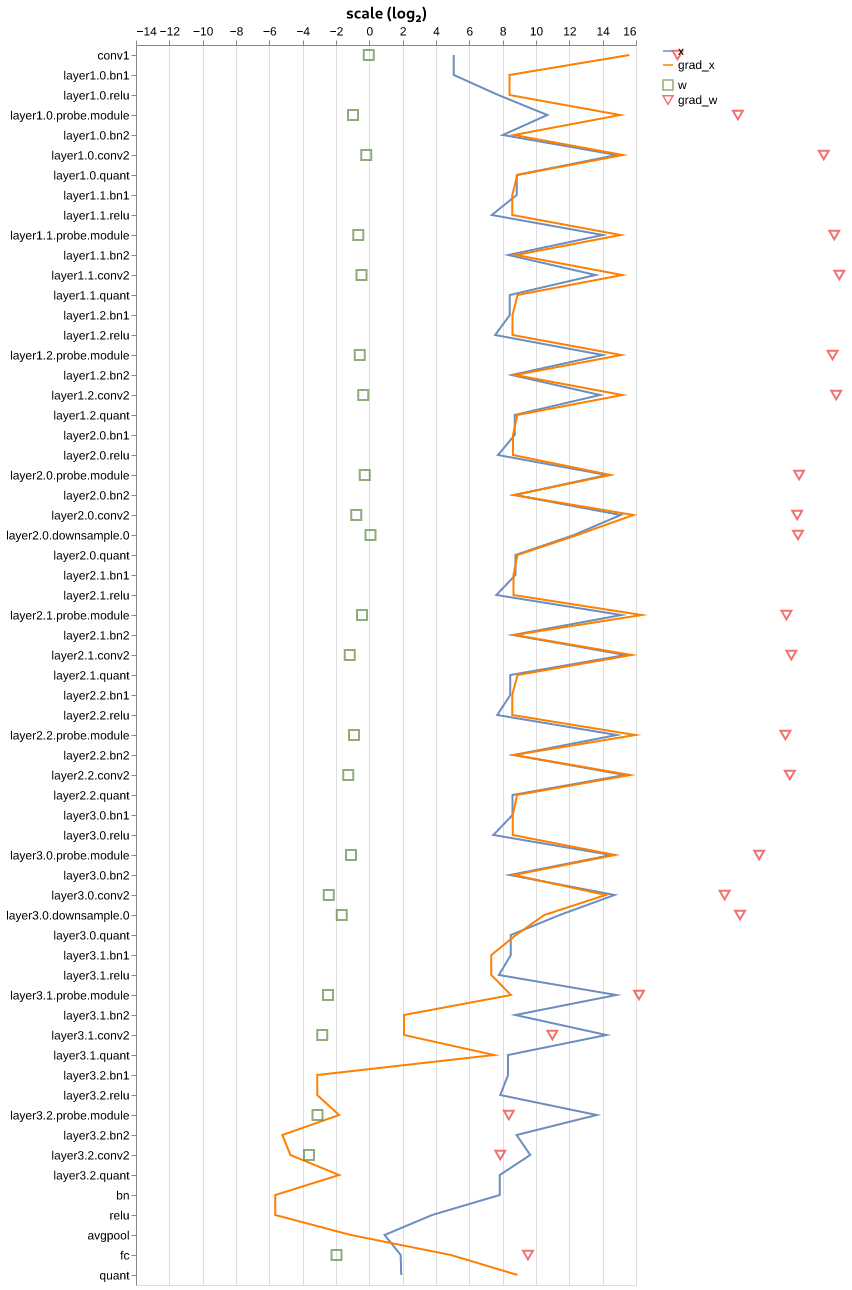 scale (log₂)
−14 −12 −10 −8 −6 −4 −2 0 2 4 6 8 10 12 14 16
conv1
layer1.0.bn1
layer1.0.relu
layer1.0.probe.module
layer1.0.bn2
layer1.0.conv2
layer1.0.quant
layer1.1.bn1
layer1.1.relu
layer1.1.probe.module
layer1.1.bn2
layer1.1.conv2
layer1.1.quant
layer1.2.bn1
layer1.2.relu
layer1.2.probe.module
layer1.2.bn2
layer1.2.conv2
layer1.2.quant
layer2.0.bn1
layer2.0.relu
layer2.0.probe.module
layer2.0.bn2
layer2.0.conv2
layer2.0.downsample.0
layer2.0.quant
layer2.1.bn1
layer2.1.relu
layer2.1.probe.module
layer2.1.bn2
layer2.1.conv2
layer2.1.quant
layer2.2.bn1
layer2.2.relu
layer2.2.probe.module
layer2.2.bn2
layer2.2.conv2
layer2.2.quant
layer3.0.bn1
layer3.0.relu
layer3.0.probe.module
layer3.0.bn2
layer3.0.conv2
layer3.0.downsample.0
layer3.0.quant
layer3.1.bn1
layer3.1.relu
layer3.1.probe.module
layer3.1.bn2
layer3.1.conv2
layer3.1.quant
layer3.2.bn1
layer3.2.relu
layer3.2.probe.module
layer3.2.bn2
layer3.2.conv2
layer3.2.quant
bn
relu
avgpool
fc
quant
x
grad_x
w
grad_w